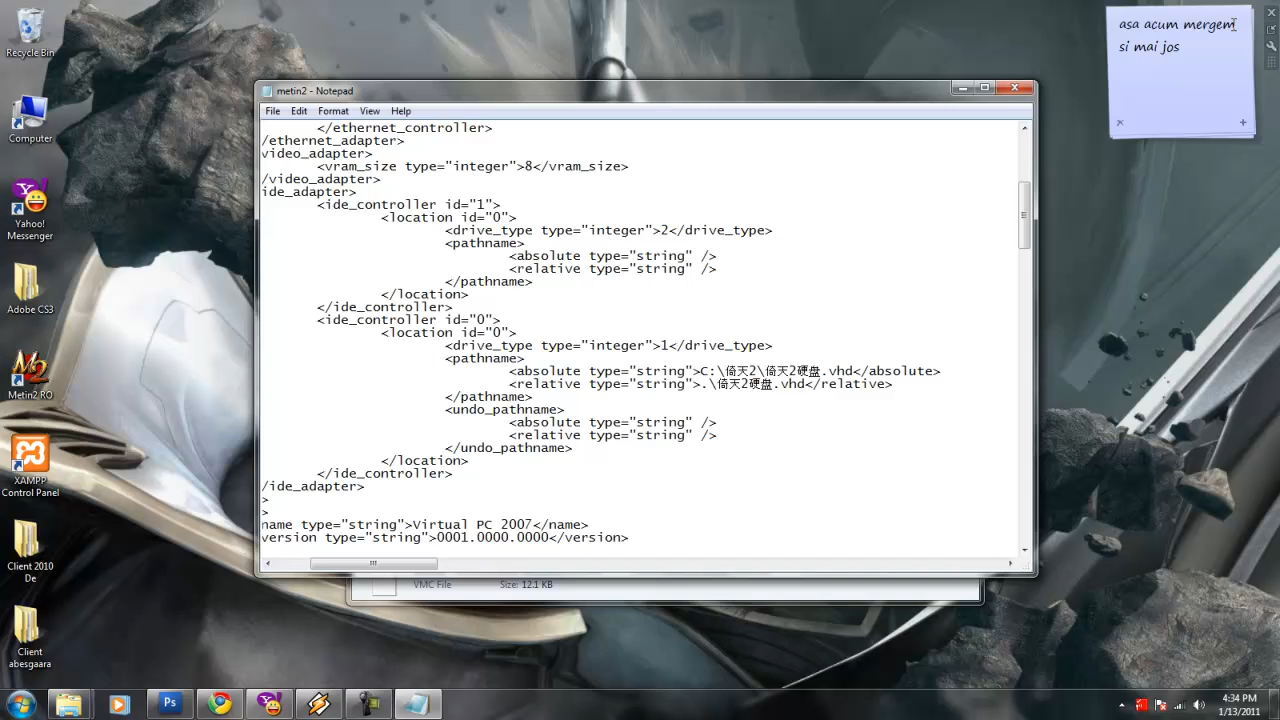 Recycle Bin
Computer
Yahoo!
Messenger
Adobe CS3
Metin2 RO
XAMPP
Control Panel
Client 2010
De
Client
abesgaara
asa acum mergem
si mai jos
metin2 - Notepad
File Edit Format View Help
</ethernet_controller>
/ethernet_adapter>
video_adapter>
<vram_size type="integer">8</vram_size>
/video_adapter>
ide_adapter>
<ide_controller id="1">
<location id="0">
<drive_type type="integer">2</drive_type>
<pathname>
<absolute type="string" />
<relative type="string" />
</pathname>
</location>
</ide_controller>
<ide_controller id="0">
<location id="0">
<drive_type type="integer">1</drive_type>
<pathname>
<absolute type="string">C:\倚天2\倚天2硬盘.vhd</absolute>
<relative type="string">.\倚天2硬盘.vhd</relative>
</pathname>
<undo_pathname>
<absolute type="string" />
<relative type="string" />
</undo_pathname>
</location>
</ide_controller>
/ide_adapter>
>
>
name type="string">Virtual PC 2007</name>
version type="string">0001.0000.0000</version>
VMC File Size: 12.1 KB
Ps
4:34 PM
1/13/2011